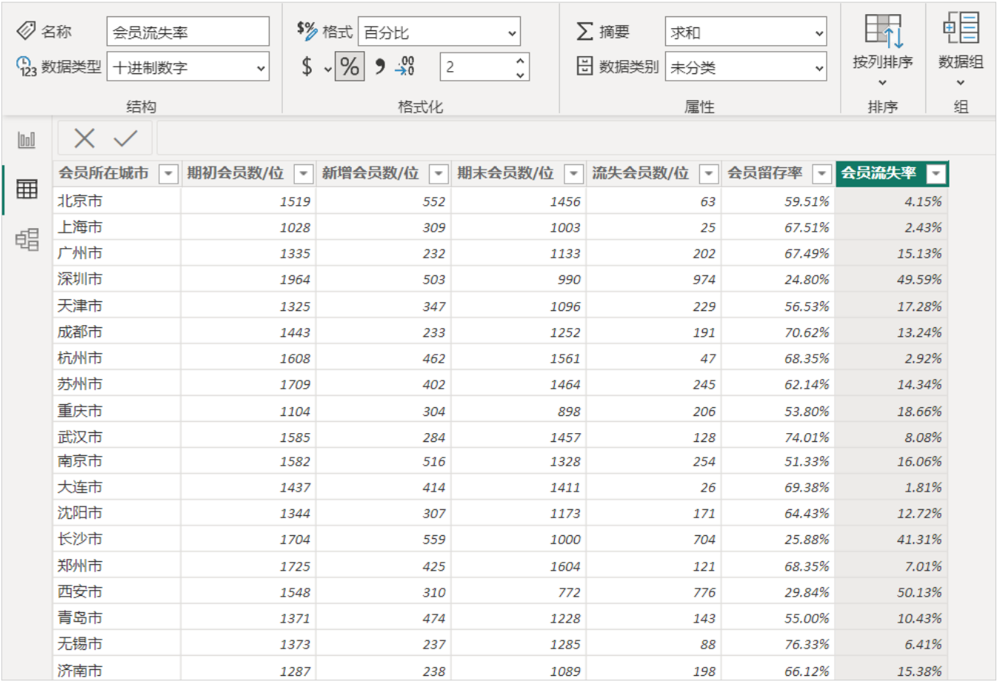 名称 会员流失率 $% 格式 百分比 ∑ 摘要 求和 按列排序 数据组
123 数据类型 十进制数字 $ % 9 .00 →.0 2 数据类别 未分类
结构 格式化 属性 排序 组
会员所在城市 期初会员数/位 新增会员数/位 期末会员数/位 流失会员数/位 会员留存率 会员流失率
北京市 1519 552 1456 63 59.51% 4.15%
上海市 1028 309 1003 25 67.51% 2.43%
广州市 1335 232 1133 202 67.49% 15.13%
深圳市 1964 503 990 974 24.80% 49.59%
天津市 1325 347 1096 229 56.53% 17.28%
成都市 1443 233 1252 191 70.62% 13.24%
杭州市 1608 462 1561 47 68.35% 2.92%
苏州市 1709 402 1464 245 62.14% 14.34%
重庆市 1104 304 898 206 53.80% 18.66%
武汉市 1585 284 1457 128 74.01% 8.08%
南京市 1582 516 1328 254 51.33% 16.06%
大连市 1437 414 1411 26 69.38% 1.81%
沈阳市 1344 307 1173 171 64.43% 12.72%
长沙市 1704 559 1000 704 25.88% 41.31%
郑州市 1725 425 1604 121 68.35% 7.01%
西安市 1548 310 772 776 29.84% 50.13%
青岛市 1371 474 1228 143 55.00% 10.43%
无锡市 1373 237 1285 88 76.33% 6.41%
济南市 1287 238 1089 198 66.12% 15.38%